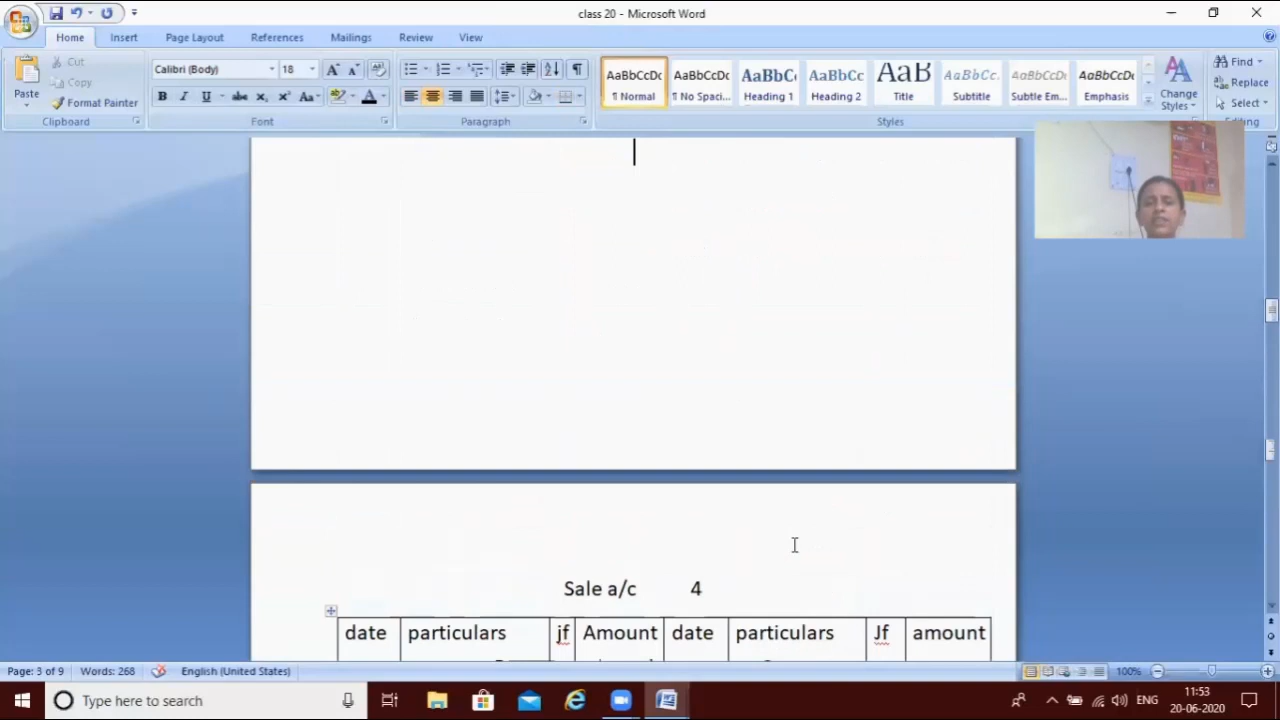 class 20 - Microsoft Word
Home Insert Page Layout References Mailings Review View
Paste
Cut
Copy
Format Painter
Clipboard
Calibri (Body) 18
Font
Paragraph
AaBbCcDc AaBbCcDc AaBbC AaBbCc AaB AaBbCc. AaBbCcDc AaBbCcDc
¶ Normal ¶ No Spaci... Heading 1 Heading 2 Title Subtitle Subtle Em... Emphasis
Change Styles
Styles
Find
Replace
Select
Editing
Sale a/c 4
date particulars jf Amount date particulars Jf amount
Page: 3 of 9 Words: 268 English (United States) 100%
Type here to search
ENG
11:53
20-06-2020